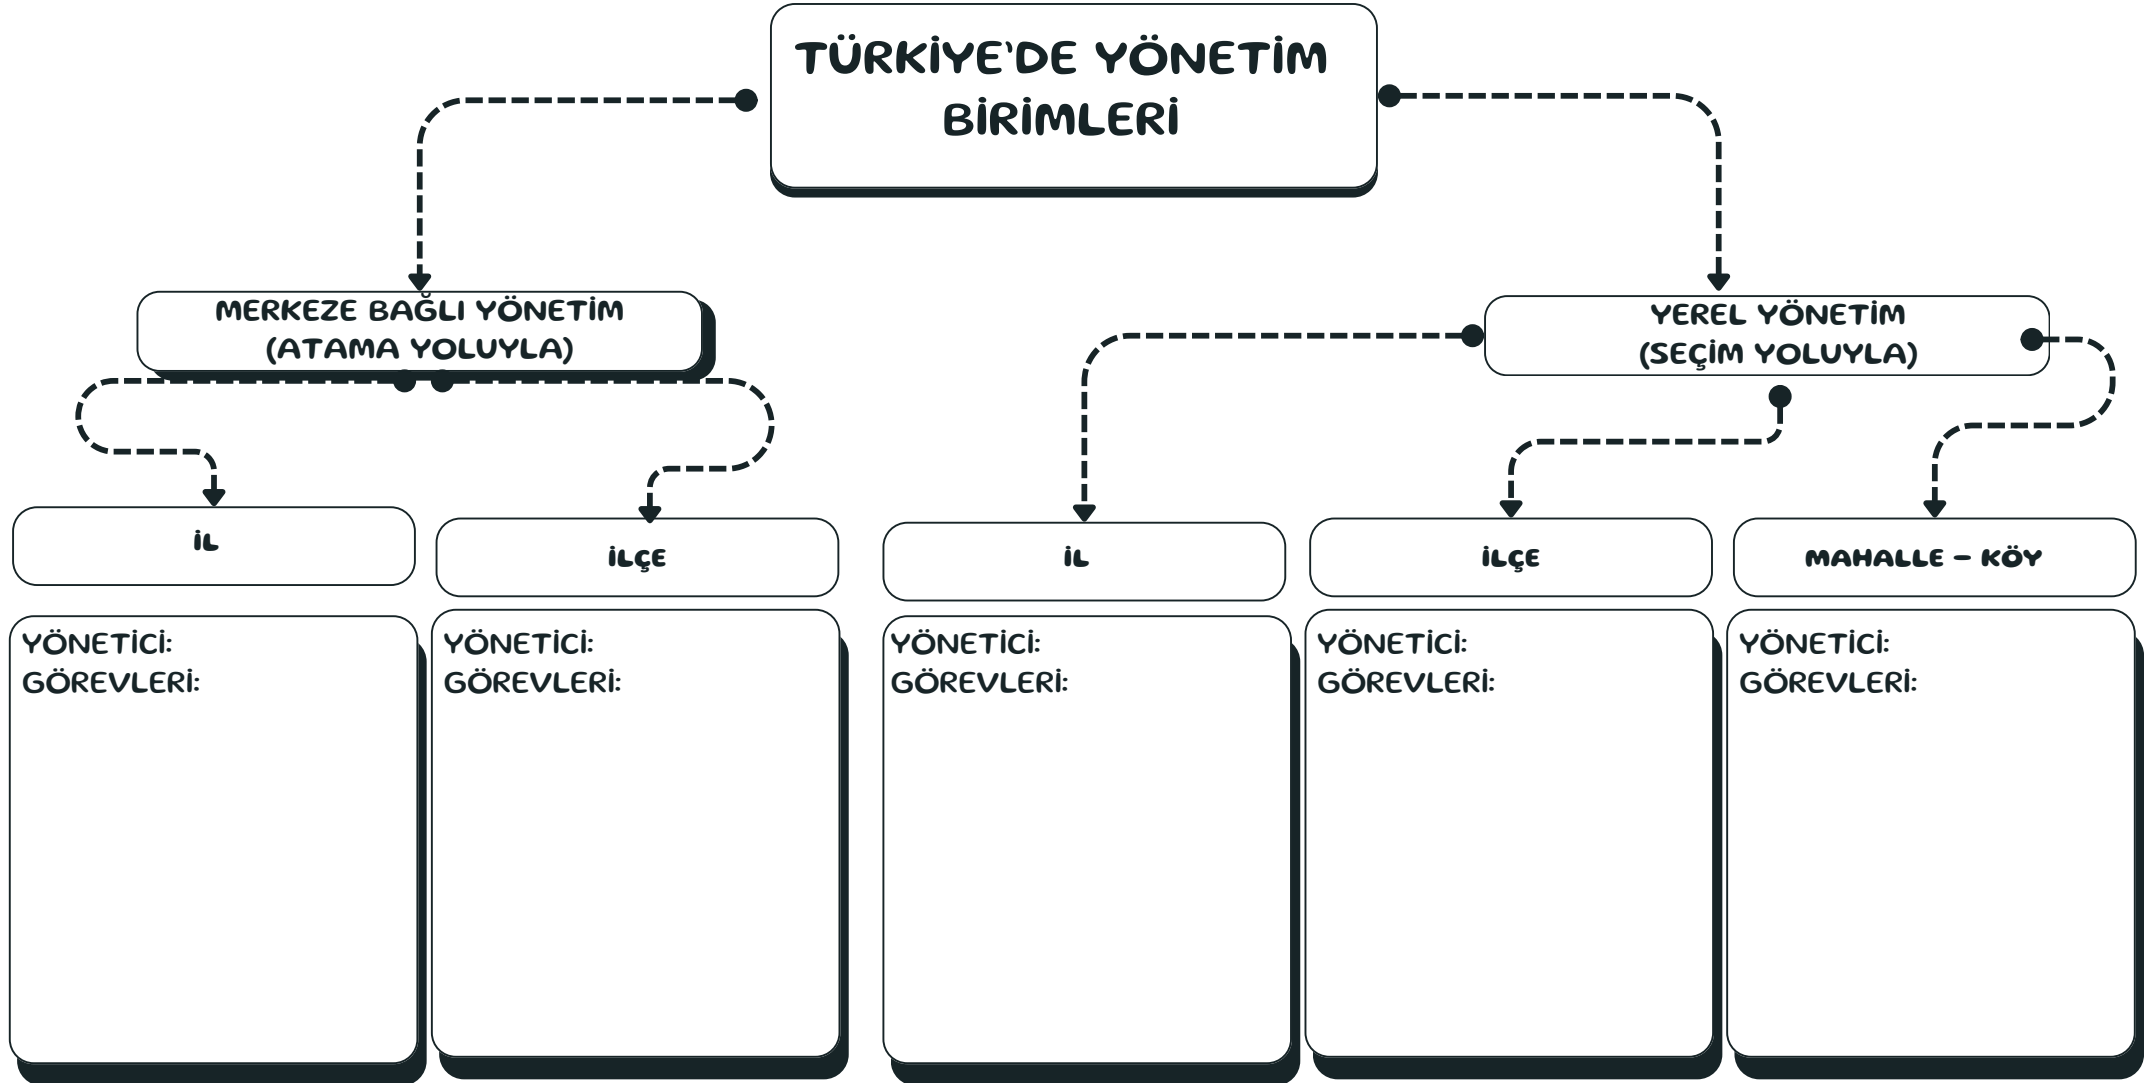 TÜRKİYE'DE YÖNETİM
BİRİMLERİ
MERKEZE BAĞLI YÖNETİM
(ATAMA YOLUYLA)
YEREL YÖNETİM
(SEÇİM YOLUYLA)
İL
İLÇE
İL
İLÇE
MAHALLE - KÖY
YÖNETİCİ:
GÖREVLERİ:
YÖNETİCİ:
GÖREVLERİ:
YÖNETİCİ:
GÖREVLERİ:
YÖNETİCİ:
GÖREVLERİ:
YÖNETİCİ:
GÖREVLERİ: